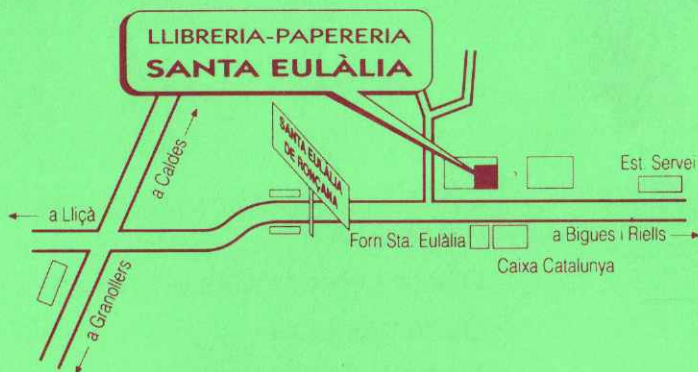 LLIBRERIA-PAPERERIA
SANTA EULÀLIA
SANTA EULÀLIA
DE RONÇANA
a Caldes
a Lliçà
Est. Servei
Forn Sta. Eulália
a Bigues i Riells
Caixa Catalunya
a Granollers